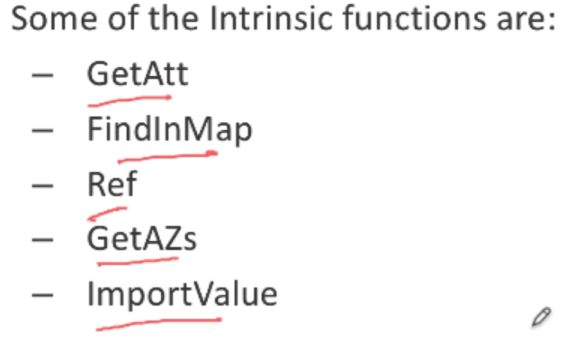 Some of the Intrinsic functions are:
– GetAtt
– FindInMap
– Ref
– GetAZs
– ImportValue